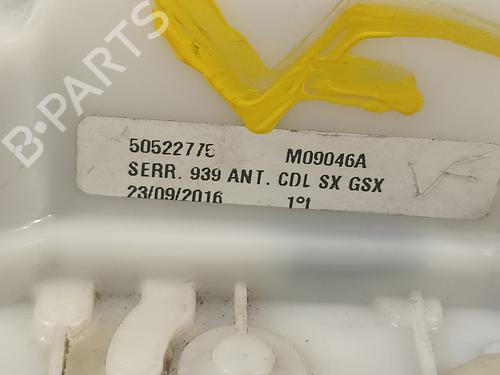 B-PARTS
50522775 M09046A
SERR. 939 ANT. CDL SX GSX
23/09/2016 1°t
VF